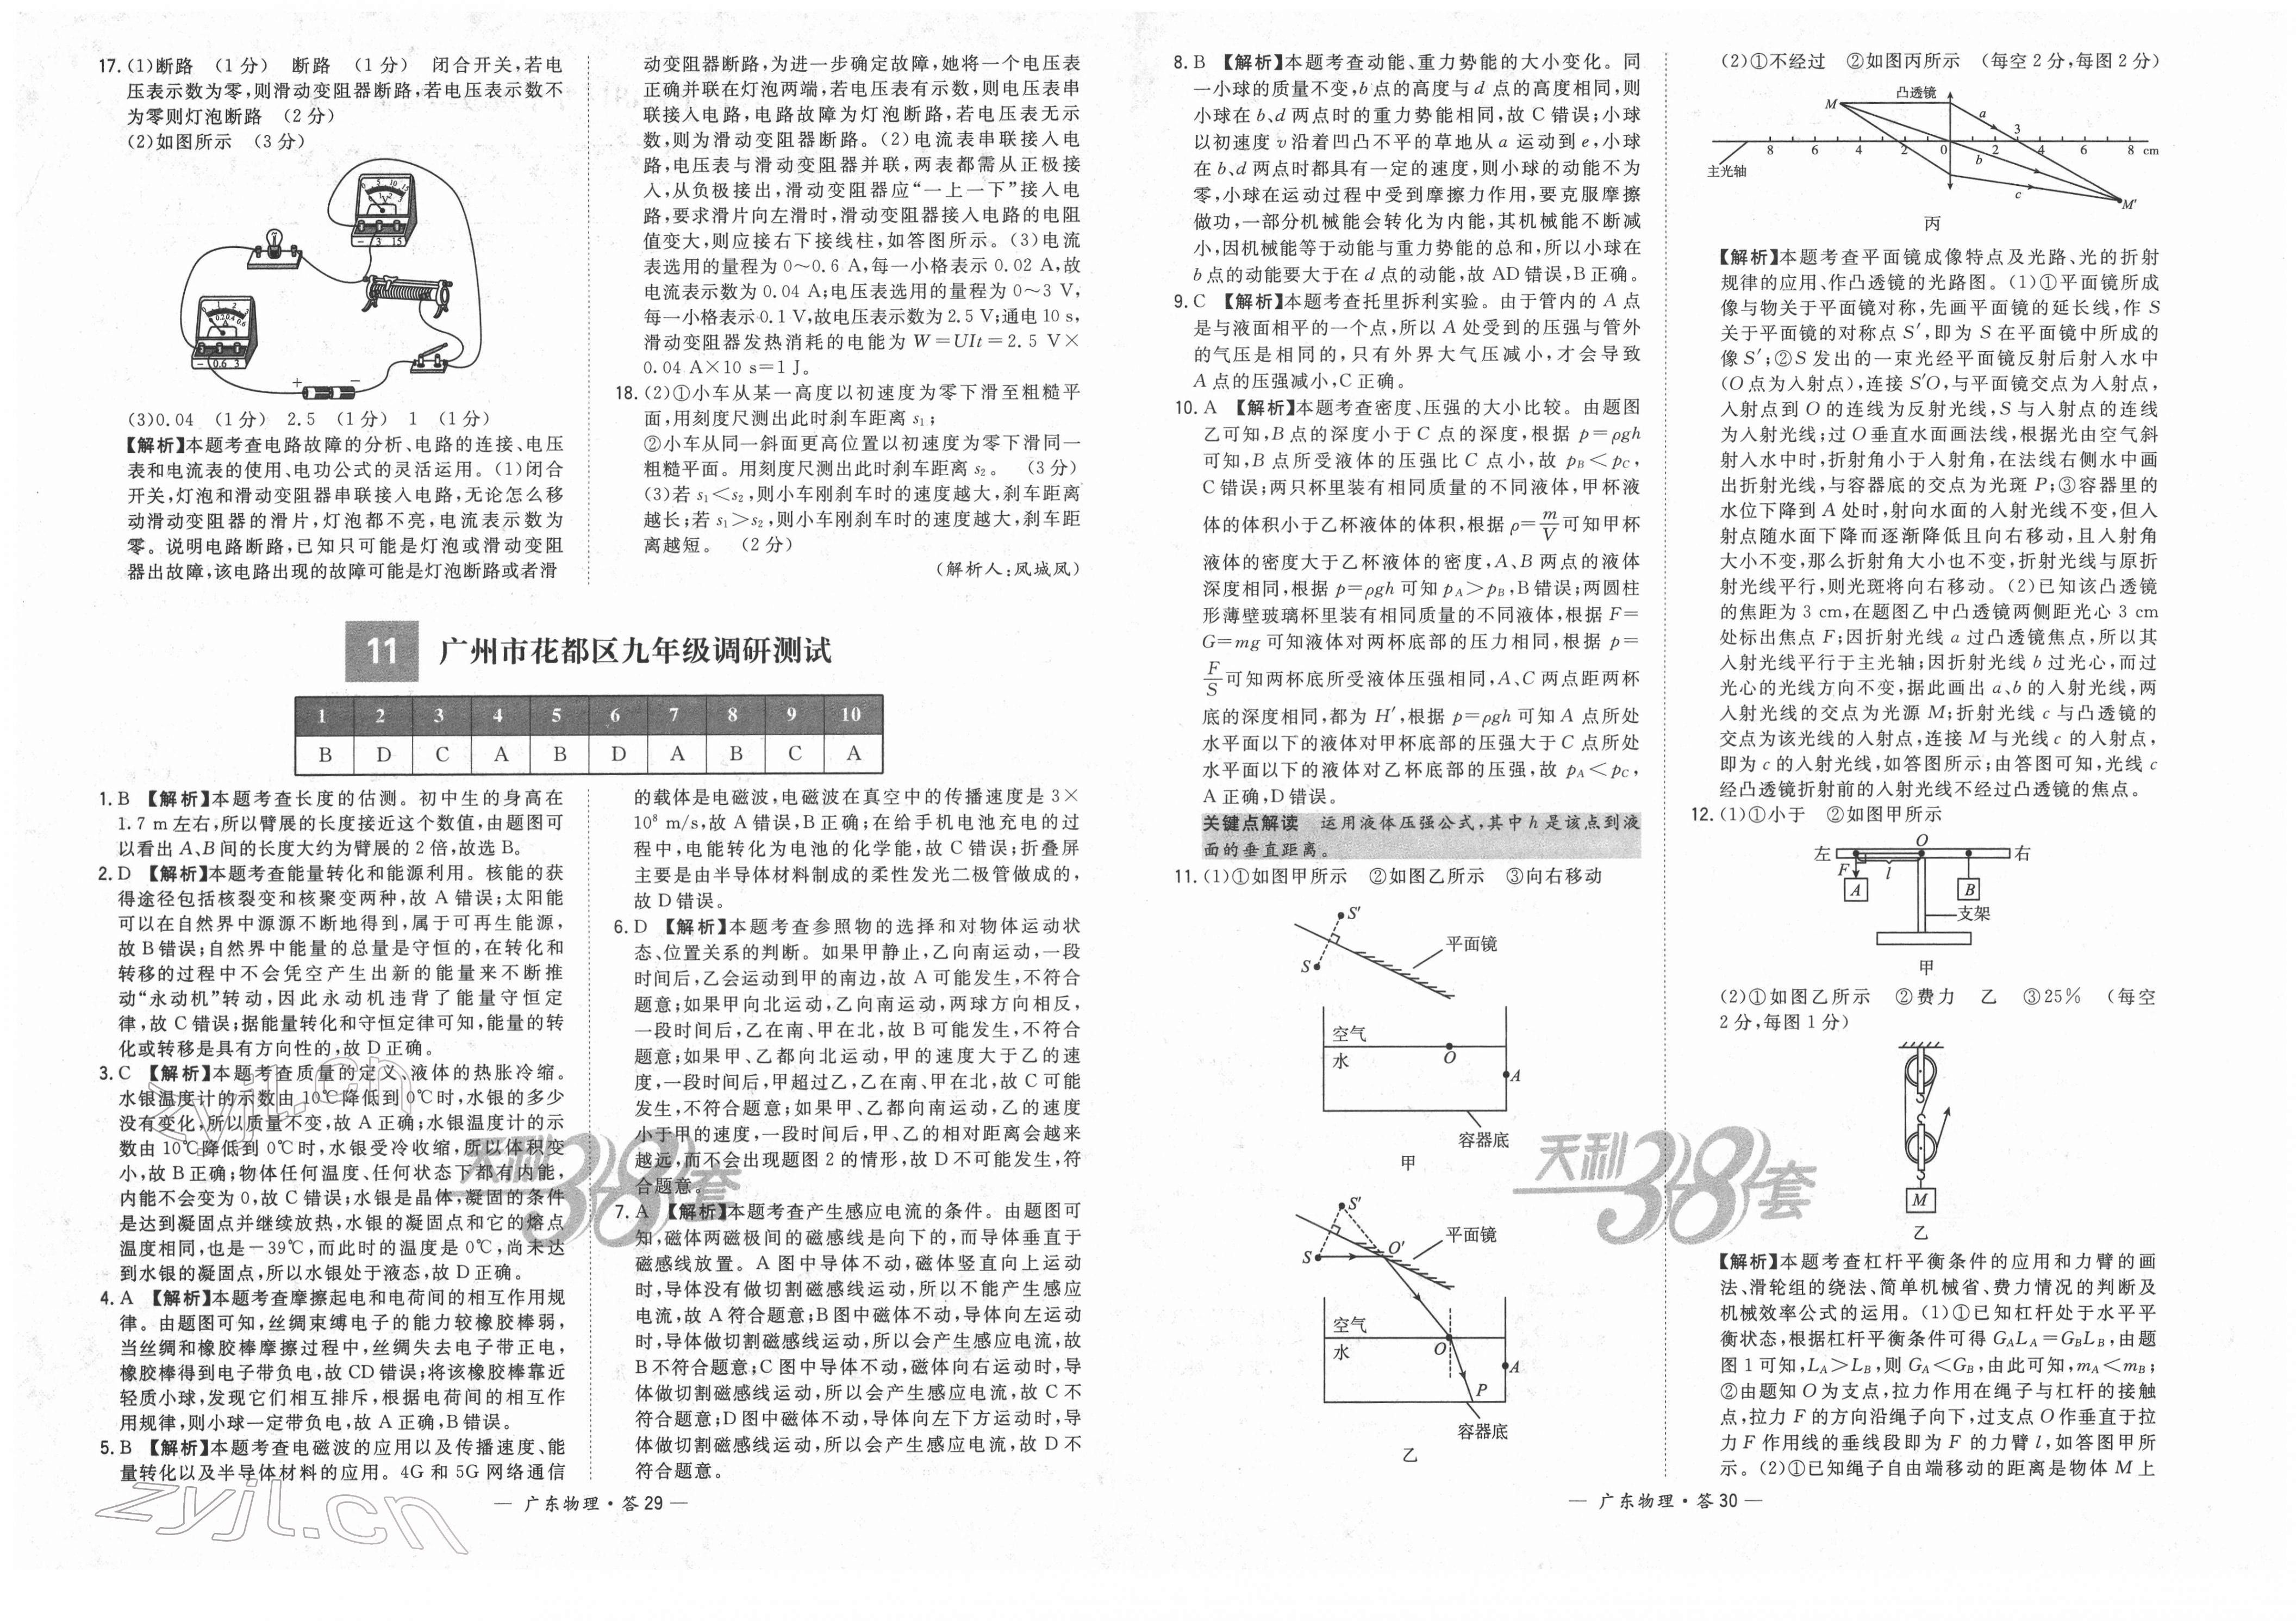 17. (1)断路　(1分)　断路　(1分)　闭合开关,若电
压表示数为零,则滑动变阻器断路,若电压表示数不
为零则灯泡断路　(2分)
(2)如图所示　(3分)
(3)0.04　(1分)　2.5　(1分)　1　(1分)
【解析】本题考查电路故障的分析、电路的连接、电压
表和电流表的使用、电功公式的灵活运用。(1)闭合
开关,灯泡和滑动变阻器串联接入电路,无论怎么移
动滑动变阻器的滑片,灯泡都不亮,电流表示数为
零。说明电路断路,已知只可能是灯泡或滑动变阻
器出故障,该电路出现的故障可能是灯泡断路或者滑
动变阻器断路,为进一步确定故障,她将一个电压表
正确并联在灯泡两端,若电压表有示数,则电压表串
联接入电路,电路故障为灯泡断路,若电压表无示
数,则为滑动变阻器断路。(2)电流表串联接入电
路,电压表与滑动变阻器并联,两表都需从正极接
入,从负极接出,滑动变阻器应“一上一下”接入电
路,要求滑片向左滑时,滑动变阻器接入电路的电阻
值变大,则应接右下接线柱,如答图所示。(3)电流
表选用的量程为0～0.6 A,每一小格表示0.02 A,故
电流表示数为0.04 A;电压表选用的量程为0～3 V,
每一小格表示0.1 V,故电压表示数为2.5 V;通电10 s,
滑动变阻器发热消耗的电能为W=UIt=2.5 V×
0.04 A×10 s=1 J。
18. (2)①小车从某一高度以初速度为零下滑至粗糙平
面,用刻度尺测出此时刹车距离s₁;
②小车从同一斜面更高位置以初速度为零下滑同一
粗糙平面。用刻度尺测出此时刹车距离s₂。　(3分)
(3)若s₁<s₂,则小车刚刹车时的速度越大,刹车距离
越长;若s₁>s₂,则小车刚刹车时的速度越大,刹车距
离越短。　(2分)
(解析人:凤城凤)
11　广州市花都区九年级调研测试
1 2 3 4 5 6 7 8 9 10
B D C A B D A B C A
1. B　【解析】本题考查长度的估测。初中生的身高在
1.7 m左右,所以臂展的长度接近这个数值,由题图可
以看出A、B间的长度大约为臂展的2倍,故选B。
2. D　【解析】本题考查能量转化和能源利用。核能的获
得途径包括核裂变和核聚变两种,故A错误;太阳能
可以在自然界中源源不断地得到,属于可再生能源,
故B错误;自然界中能量的总量是守恒的,在转化和
转移的过程中不会凭空产生出新的能量来不断推
动“永动机”转动,因此永动机违背了能量守恒定
律,故C错误;据能量转化和守恒定律可知,能量的转
化或转移是具有方向性的,故D正确。
3. C　【解析】本题考查质量的定义、液体的热胀冷缩。
水银温度计的示数由10℃降低到0℃时,水银的多少
没有变化,所以质量不变,故A正确;水银温度计的示
数由10℃降低到0℃时,水银受冷收缩,所以体积变
小,故B正确;物体任何温度、任何状态下都有内能,
内能不会变为0,故C错误;水银是晶体,凝固的条件
是达到凝固点并继续放热,水银的凝固点和它的熔点
温度相同,也是−39℃,而此时的温度是0℃,尚未达
到水银的凝固点,所以水银处于液态,故D正确。
4. A　【解析】本题考查摩擦起电和电荷间的相互作用规
律。由题图可知,丝绸束缚电子的能力较橡胶棒弱,
当丝绸和橡胶棒摩擦过程中,丝绸失去电子带正电,
橡胶棒得到电子带负电,故CD错误;将该橡胶棒靠近
轻质小球,发现它们相互排斥,根据电荷间的相互作
用规律,则小球一定带负电,故A正确,B错误。
5. B　【解析】本题考查电磁波的应用以及传播速度、能
量转化以及半导体材料的应用。4G和5G网络通信
的载体是电磁波,电磁波在真空中的传播速度是3×
10⁸ m/s,故A错误,B正确;在给手机电池充电的过
程中,电能转化为电池的化学能,故C错误;折叠屏
主要是由半导体材料制成的柔性发光二极管做成的,
故D错误。
6. D　【解析】本题考查参照物的选择和对物体运动状
态、位置关系的判断。如果甲静止,乙向南运动,一段
时间后,乙会运动到甲的南边,故A可能发生,不符合
题意;如果甲向北运动,乙向南运动,两球方向相反,
一段时间后,乙在南、甲在北,故B可能发生,不符合
题意;如果甲、乙都向北运动,甲的速度大于乙的速
度,一段时间后,甲超过乙,乙在南、甲在北,故C可能
发生,不符合题意;如果甲、乙都向南运动,乙的速度
小于甲的速度,一段时间后,甲、乙的相对距离会越来
越远,而不会出现题图2的情形,故D不可能发生,符
合题意。
7. A　【解析】本题考查产生感应电流的条件。由题图可
知,磁体两磁极间的磁感线是向下的,而导体垂直于
磁感线放置。A图中导体不动,磁体竖直向上运动
时,导体没有做切割磁感线运动,所以不能产生感应
电流,故A符合题意;B图中磁体不动,导体向左运动
时,导体做切割磁感线运动,所以会产生感应电流,故
B不符合题意;C图中导体不动,磁体向右运动时,导
体做切割磁感线运动,所以会产生感应电流,故C不
符合题意;D图中磁体不动,导体向左下方运动时,导
体做切割磁感线运动,所以会产生感应电流,故D不
符合题意。
— 广东物理·答29 —
8. B　【解析】本题考查动能、重力势能的大小变化。同
一小球的质量不变,b点的高度与d点的高度相同,则
小球在b、d两点时的重力势能相同,故C错误;小球
以初速度v沿着凹凸不平的草地从a运动到e,小球
在b、d两点时都具有一定的速度,则小球的动能不为
零,小球在运动过程中受到摩擦力作用,要克服摩擦
做功,一部分机械能会转化为内能,其机械能不断减
小,因机械能等于动能与重力势能的总和,所以小球在
b点的动能要大于在d点的动能,故AD错误,B正确。
9. C　【解析】本题考查托里拆利实验。由于管内的A点
是与液面相平的一个点,所以A处受到的压强与管外
的气压是相同的,只有外界大气压减小,才会导致
A点的压强减小,C正确。
10. A　【解析】本题考查密度、压强的大小比较。由题图
乙可知,B点的深度小于C点的深度,根据p=ρgh
可知,B点所受液体的压强比C点小,故p_B<p_C,
C错误;两只杯里装有相同质量的不同液体,甲杯液
体的体积小于乙杯液体的体积,根据ρ=m/V可知甲杯
液体的密度大于乙杯液体的密度,A、B两点的液体
深度相同,根据p=ρgh可知p_A>p_B,B错误;两圆柱
形薄壁玻璃杯里装有相同质量的不同液体,根据F=
G=mg可知液体对两杯底部的压力相同,根据p=
F/S可知两杯底所受液体压强相同,A、C两点距两杯
底的深度相同,都为H′,根据p=ρgh可知A点所处
水平面以下的液体对甲杯底部的压强大于C点所处
水平面以下的液体对乙杯底部的压强,故p_A<p_C,
A正确,D错误。
关键点解读　运用液体压强公式,其中h是该点到液
面的垂直距离。
11. (1)①如图甲所示　②如图乙所示　③向右移动
S′
平面镜
S
空气
水
O
A
容器底
甲
S′
平面镜
S
O′
空气
水
O
A
P
容器底
乙
(2)①不经过　②如图丙所示　(每空2分,每图2分)
凸透镜
M
a
3
8 6 4 2 0 2 4 6 8 cm
主光轴
b
c
M′
丙
【解析】本题考查平面镜成像特点及光路、光的折射
规律的应用、作凸透镜的光路图。(1)①平面镜所成
像与物关于平面镜对称,先画平面镜的延长线,作S
关于平面镜的对称点S′,即为S在平面镜中所成的
像S′;②S发出的一束光经平面镜反射后射入水中
(O点为入射点),连接S′O,与平面镜交点为入射点,
入射点到O的连线为反射光线,S与入射点的连线
为入射光线;过O垂直水面画法线,根据光由空气斜
射入水中时,折射角小于入射角,在法线右侧水中画
出折射光线,与容器底的交点为光斑P;③容器里的
水位下降到A处时,射向水面的入射光线不变,但入
射点随水面下降而逐渐降低且向右移动,且入射角
大小不变,那么折射角大小也不变,折射光线与原折
射光线平行,则光斑将向右移动。(2)已知该凸透镜
的焦距为3 cm,在题图乙中凸透镜两侧距光心3 cm
处标出焦点F;因折射光线a过凸透镜焦点,所以其
入射光线平行于主光轴;因折射光线b过光心,而过
光心的光线方向不变,据此画出a、b的入射光线,两
入射光线的交点为光源M;折射光线c与凸透镜的
交点为该光线的入射点,连接M与光线c的入射点,
即为c的入射光线,如答图所示;由答图可知,光线c
经凸透镜折射前的入射光线不经过凸透镜的焦点。
12. (1)①小于　②如图甲所示
O
左
右
F
l
A
B
支架
甲
(2)①如图乙所示　②费力　乙　③25%　(每空
2分,每图1分)
M
乙
【解析】本题考查杠杆平衡条件的应用和力臂的画
法、滑轮组的绕法、简单机械省、费力情况的判断及
机械效率公式的运用。(1)①已知杠杆处于水平平
衡状态,根据杠杆平衡条件可得G_AL_A=G_BL_B,由题
图1可知,L_A>L_B,则G_A<G_B,由此可知,m_A<m_B;
②由题知O为支点,拉力作用在绳子与杠杆的接触
点,拉力F的方向沿绳子向下,过支点O作垂直于拉
力F作用线的垂线段即为F的力臂l,如答图甲所
示。(2)①已知绳子自由端移动的距离是物体M上
— 广东物理·答30 —
天利38套
天利38套
zyjl.cn
zyjl.cn